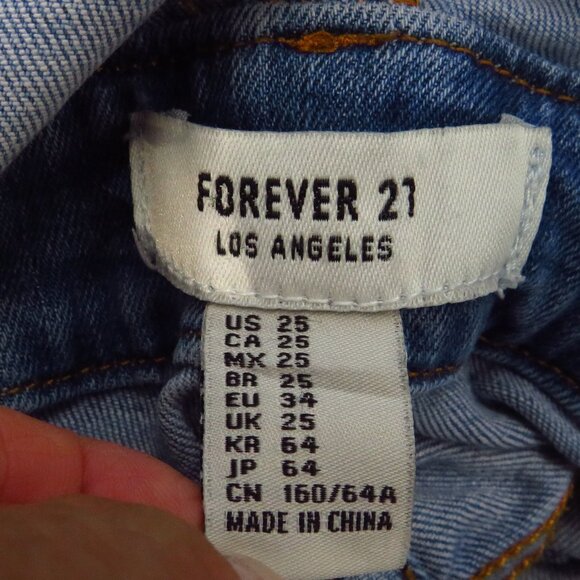 FOREVER 21
LOS ANGELES
US 25
CA 25
MX 25
BR 25
EU 34
UK 25
KR 64
JP 64
CN 160/64A
MADE IN CHINA